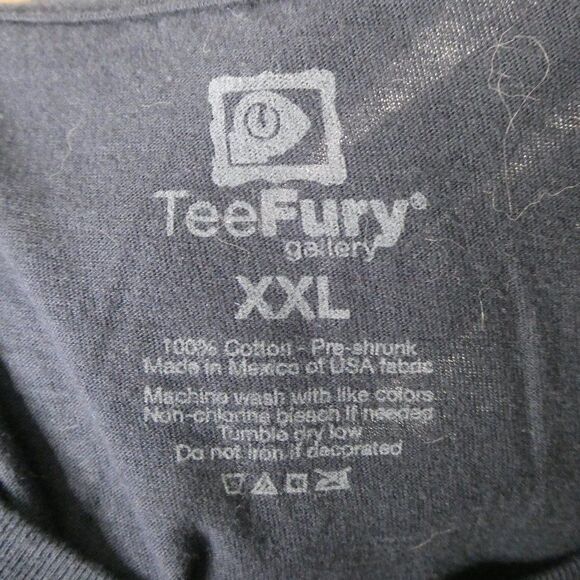 TeeFury®
gallery
XXL
100% Cotton - Pre-shrunk
Made in Mexico of USA fabric
Machine wash with like colors
Non-chlorine bleach if needed
Tumble dry low
Do not iron if decorated